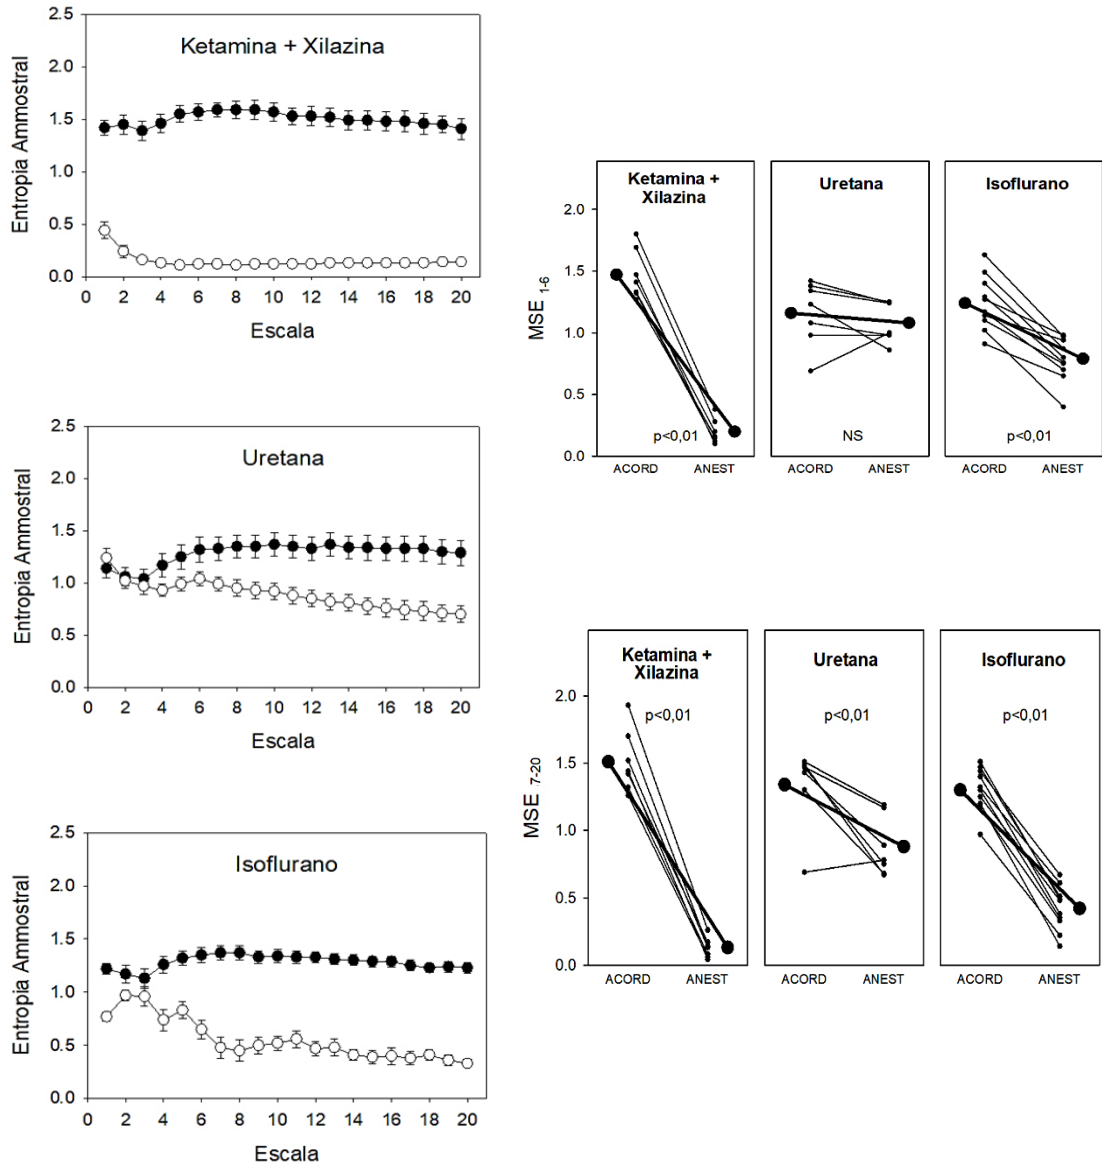 Ketamina + Xilazina
Entropia Ammostral
2.5
2.0
1.5
1.0
0.5
0.0
0 2 4 6 8 10 12 14 16 18 20
Escala
Uretana
Entropia Ammostral
2.5
2.0
1.5
1.0
0.5
0.0
0 2 4 6 8 10 12 14 16 18 20
Escala
Isoflurano
Entropia Ammostral
2.5
2.0
1.5
1.0
0.5
0.0
0 2 4 6 8 10 12 14 16 18 20
Escala
MSE 1-6
2.0
1.5
1.0
0.5
0.0
Ketamina +
Xilazina
p<0,01
ACORD ANEST
Uretana
NS
ACORD ANEST
Isoflurano
p<0,01
ACORD ANEST
MSE 7-20
2.0
1.5
1.0
0.5
0.0
Ketamina +
Xilazina
p<0,01
ACORD ANEST
Uretana
p<0,01
ACORD ANEST
Isoflurano
p<0,01
ACORD ANEST